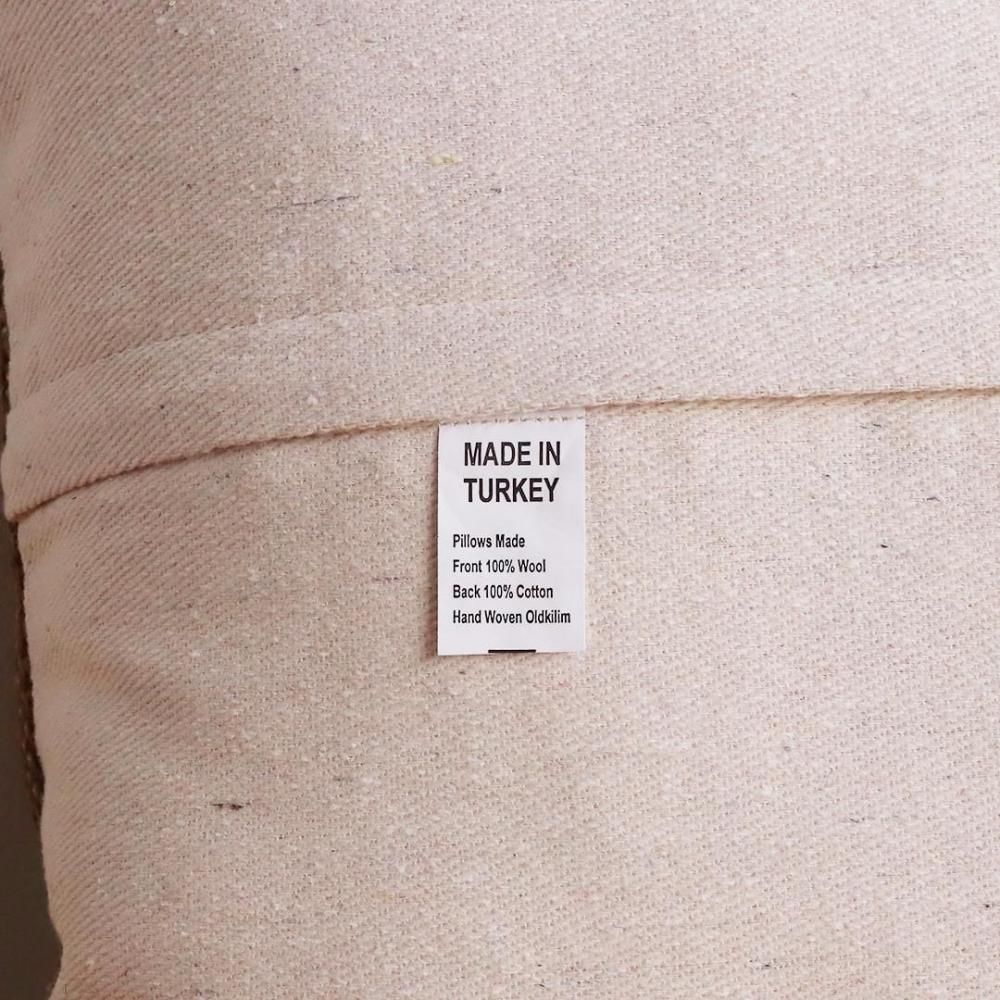 MADE IN
TURKEY
Pillows Made
Front 100% Wool
Back 100% Cotton
Hand Woven Oldkilim